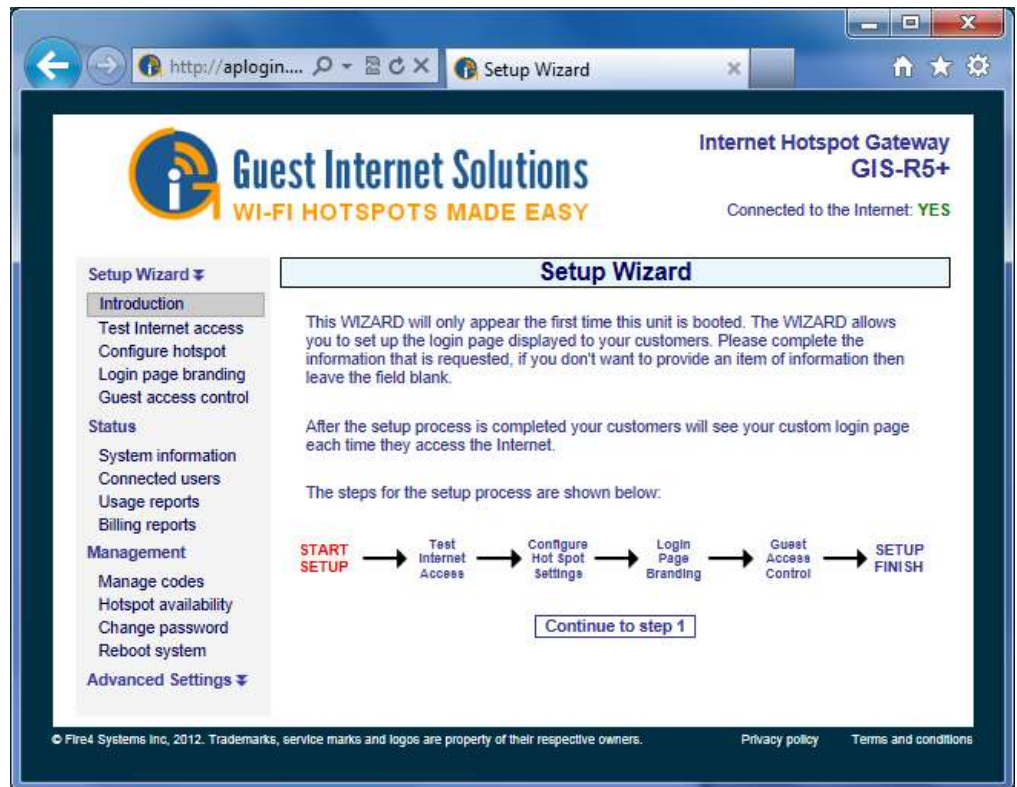 http://aplogin....
Setup Wizard
Guest Internet Solutions
WI-FI HOTSPOTS MADE EASY
Internet Hotspot Gateway
GIS-R5+
Connected to the Internet: YES
Setup Wizard
Introduction
Test Internet access
Configure hotspot
Login page branding
Guest access control
Status
System information
Connected users
Usage reports
Billing reports
Management
Manage codes
Hotspot availability
Change password
Reboot system
Advanced Settings
Setup Wizard
This WIZARD will only appear the first time this unit is booted. The WIZARD allows
you to set up the login page displayed to your customers. Please complete the
information that is requested, if you don't want to provide an item of information then
leave the field blank.
After the setup process is completed your customers will see your custom login page
each time they access the Internet.
The steps for the setup process are shown below:
START
SETUP
Test
Internet
Access
Configure
Hot Spot
Settings
Login
Page
Branding
Guest
Access
Control
SETUP
FINISH
Continue to step 1
© Fire4 Systems Inc, 2012. Trademarks, service marks and logos are property of their respective owners.
Privacy policy
Terms and conditions